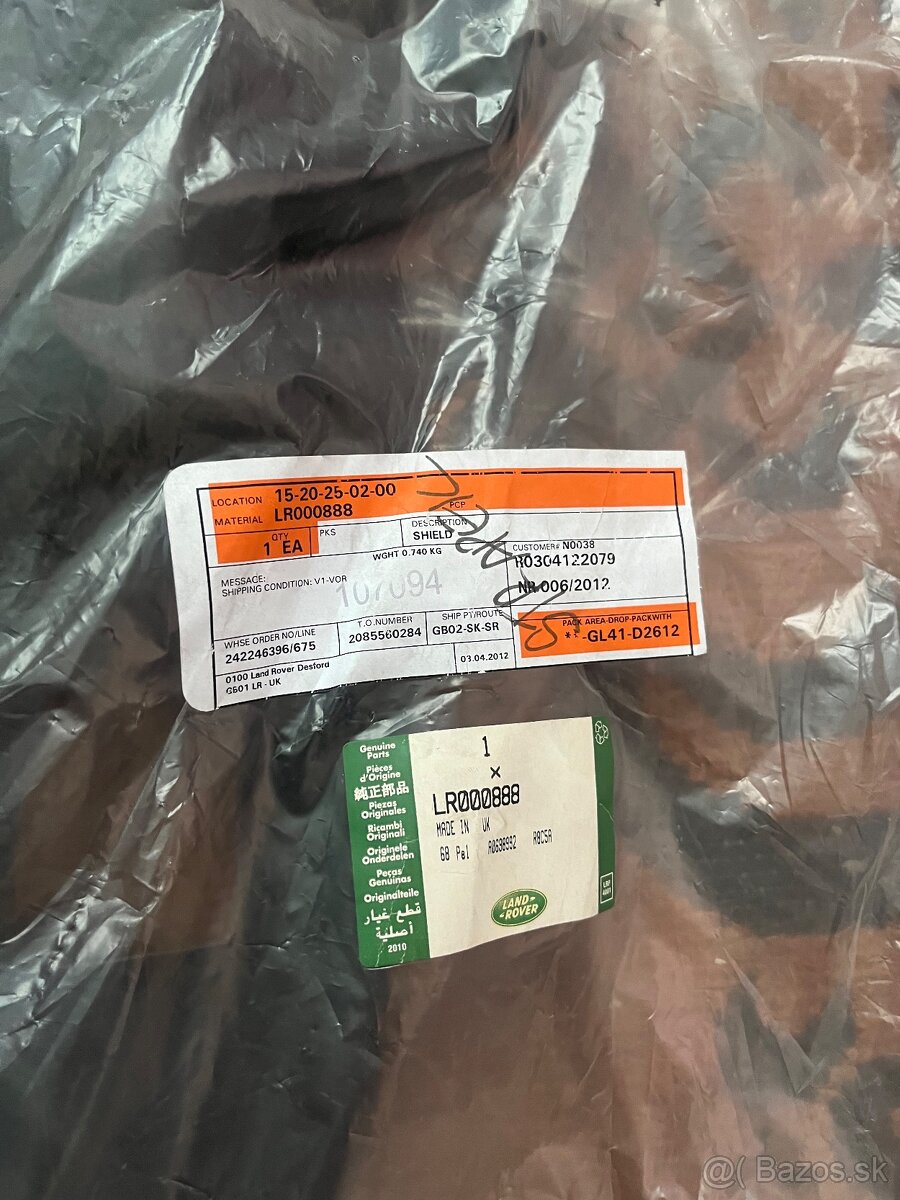 LOCATION 15-20-25-02-00
MATERIAL LR000888
PCP
QTY
1 EA
PKS
DESCRIPTION
SHIELD
WGHT 0.740 KG
CUSTOMER# N0038
R0304122079
NR 006/2012
MESSAGE:
SHIPPING CONDITION: V1-VOR
107094
WHSE ORDER NO/LINE
242246396/675
T.O.NUMBER
2085560284
SHIP PT/ROUTE
GB02-SK-SR
PACK AREA-DROP-PACKWITH
** -GL41-D2612
03.04.2012
0100 Land Rover Desford
GB01 LR - UK
Genuine
Parts
Pièces
d'Origine
純正部品
Piezas
Originales
Ricambi
Originali
Originele
Onderdelen
Peças
Genuinas
Originalteile
قطع غيار
أصلية
2010
1
x
LR000888
MADE IN UK
68 Pal
LAND
ROVER
@( Bazos.sk